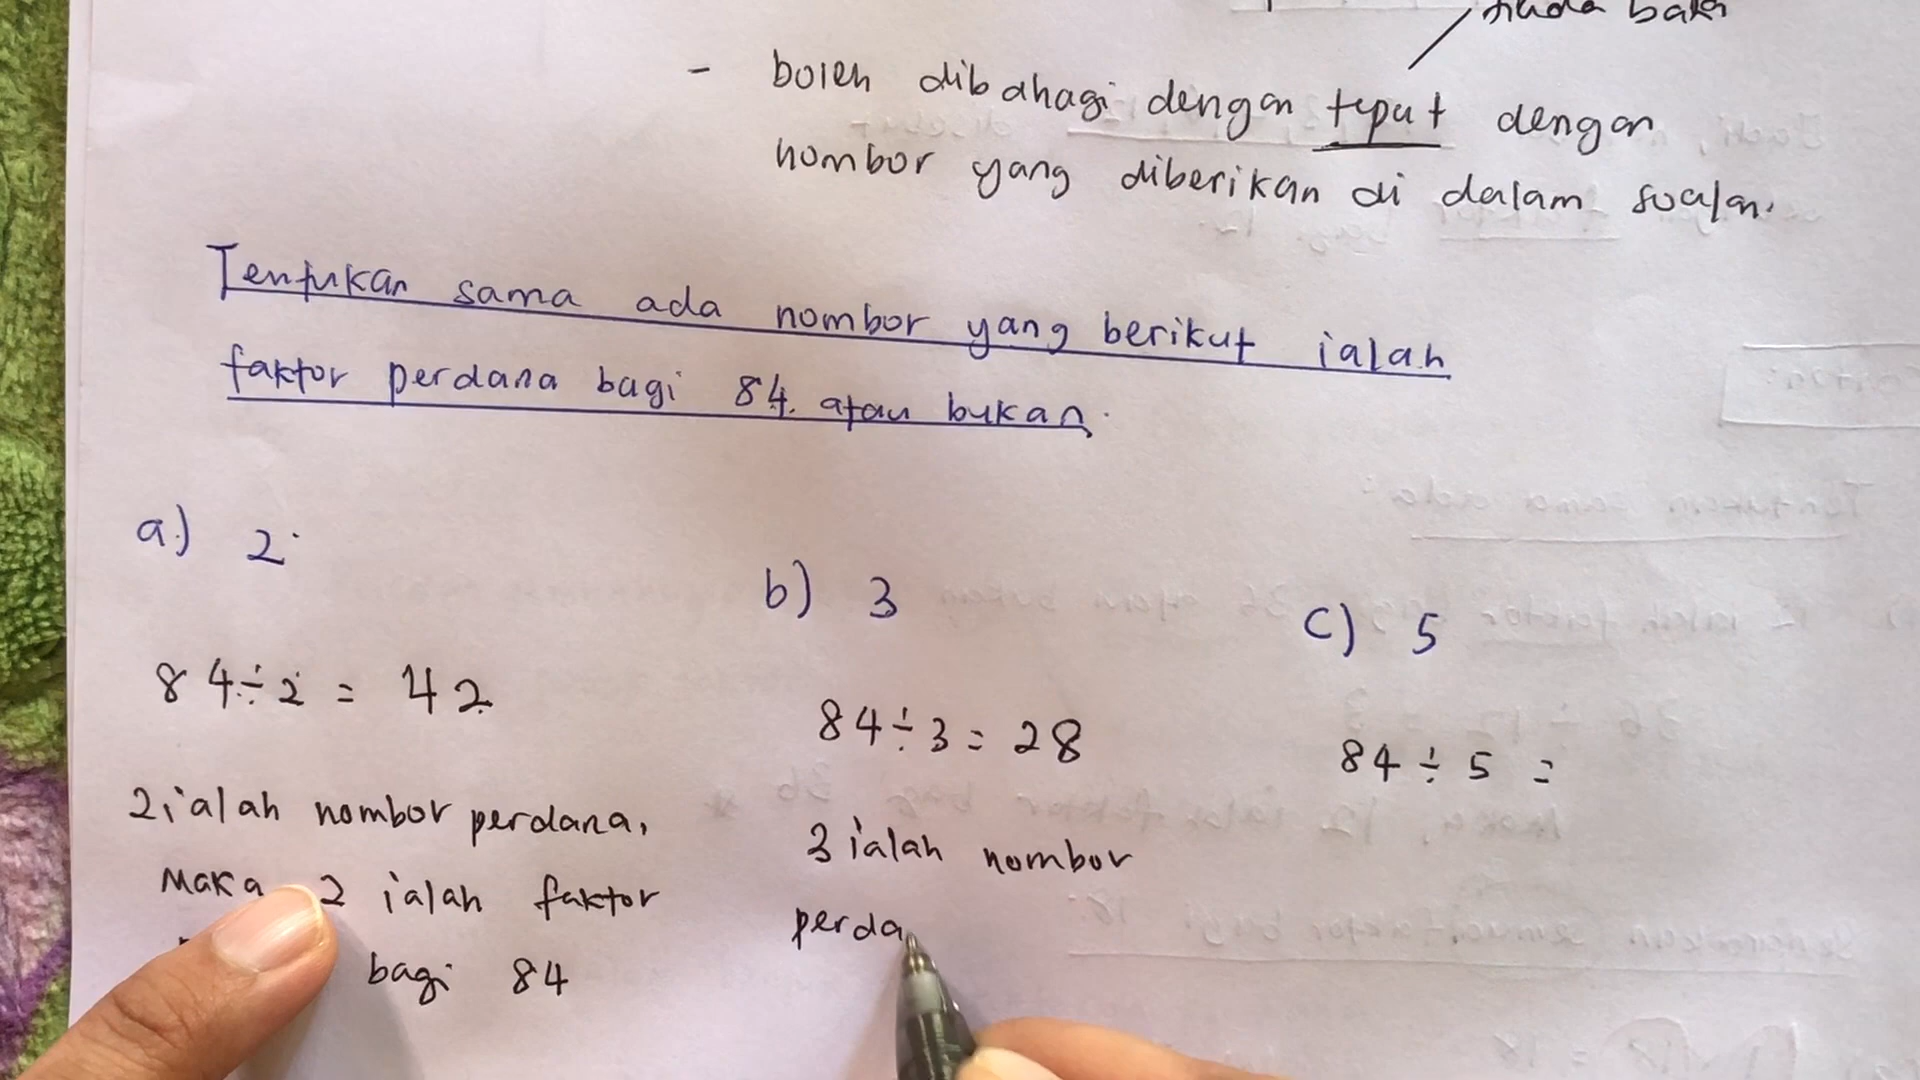 tiada baki
- boleh dibahagi dengan tepat dengan
nombor yang diberikan di dalam soalan.
Tentukan sama ada nombor yang berikut ialah
faktor perdana bagi 84. atau bukan.
a) 2
84÷2 = 42
2 ialah nombor perdana,
Maka 2 ialah faktor
bagi 84
b) 3
84÷3 = 28
3 ialah nombor
perda
c) 5
84 ÷ 5 =